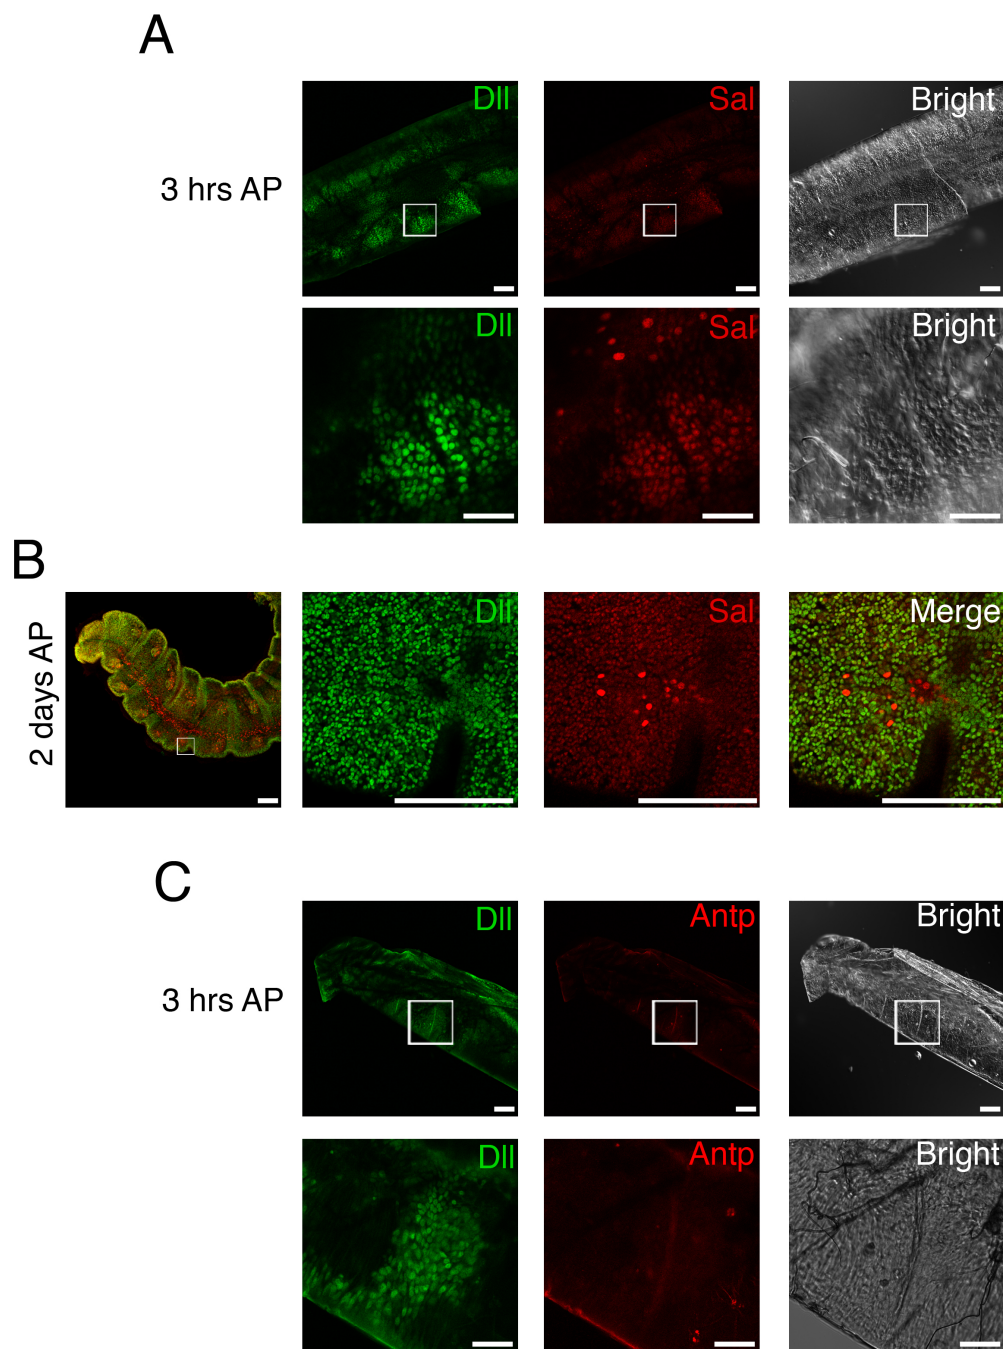 A
3 hrs AP
Dll
Sal
Bright
Dll
Sal
Bright
B
2 days AP
Dll
Sal
Merge
C
3 hrs AP
Dll
Antp
Bright
Dll
Antp
Bright